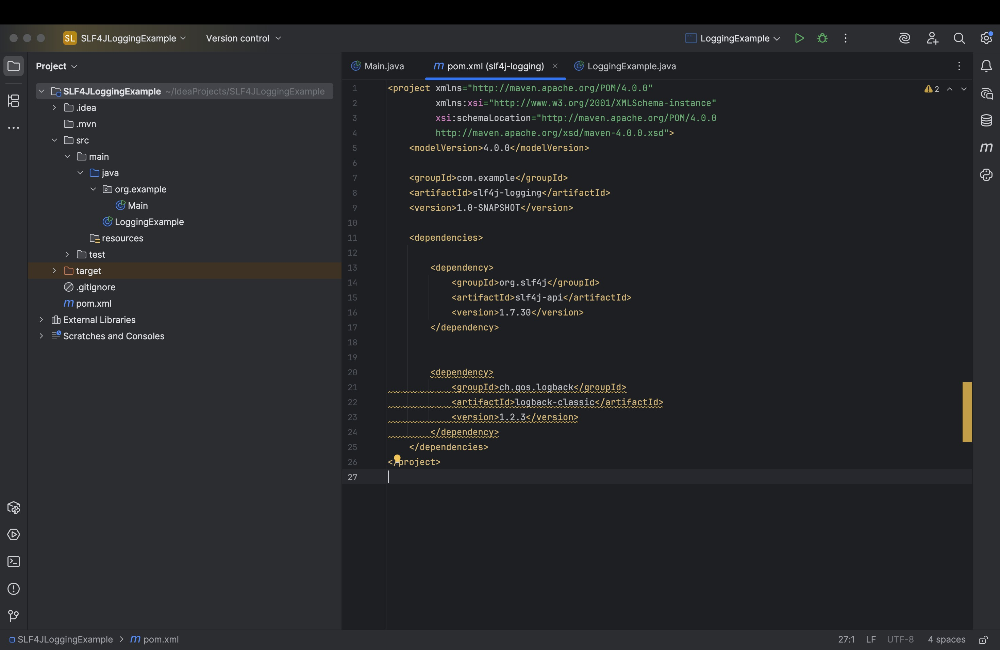 SL SLF4JLoggingExample Version control LoggingExample
Project
SLF4JLoggingExample ~/IdeaProjects/SLF4JLoggingExample
.idea
.mvn
src
main
java
org.example
Main
LoggingExample
resources
test
target
.gitignore
m pom.xml
External Libraries
Scratches and Consoles
Main.java m pom.xml (slf4j-logging) LoggingExample.java
2
1 <project xmlns="http://maven.apache.org/POM/4.0.0"
2 xmlns:xsi="http://www.w3.org/2001/XMLSchema-instance"
3 xsi:schemaLocation="http://maven.apache.org/POM/4.0.0
4 http://maven.apache.org/xsd/maven-4.0.0.xsd">
5 <modelVersion>4.0.0</modelVersion>
6
7 <groupId>com.example</groupId>
8 <artifactId>slf4j-logging</artifactId>
9 <version>1.0-SNAPSHOT</version>
10
11 <dependencies>
12
13 <dependency>
14 <groupId>org.slf4j</groupId>
15 <artifactId>slf4j-api</artifactId>
16 <version>1.7.30</version>
17 </dependency>
18
19
20 <dependency>
21 <groupId>ch.qos.logback</groupId>
22 <artifactId>logback-classic</artifactId>
23 <version>1.2.3</version>
24 </dependency>
25 </dependencies>
26 </project>
27
m
SLF4JLoggingExample > m pom.xml
27:1 LF UTF-8 4 spaces